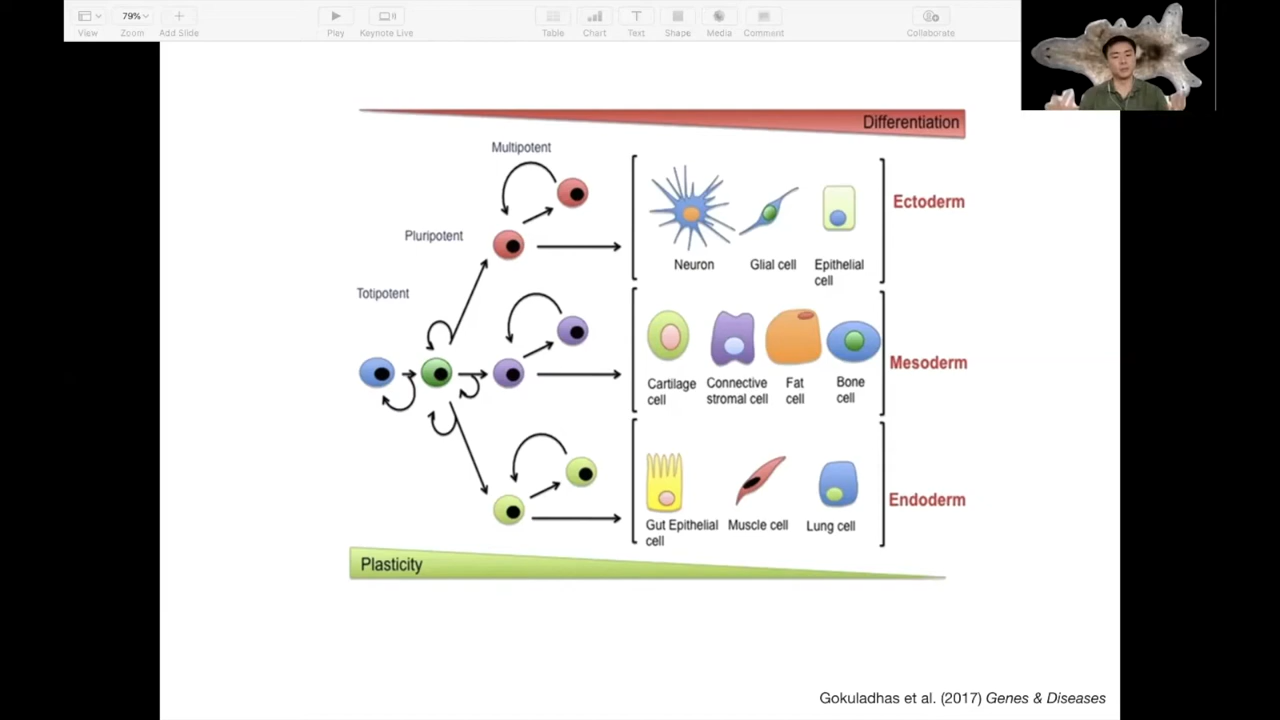 79%
View
Zoom
Add Slide
Play
Keynote Live
Table
Chart
Text
Shape
Media
Comment
Collaborate
T
Differentiation
Multipotent
Pluripotent
Totipotent
Neuron
Glial cell
Epithelial
cell
Ectoderm
Cartilage
cell
Connective
stromal cell
Fat
cell
Bone
cell
Mesoderm
Gut Epithelial
cell
Muscle cell
Lung cell
Endoderm
Plasticity
Gokuladhas et al. (2017) Genes & Diseases